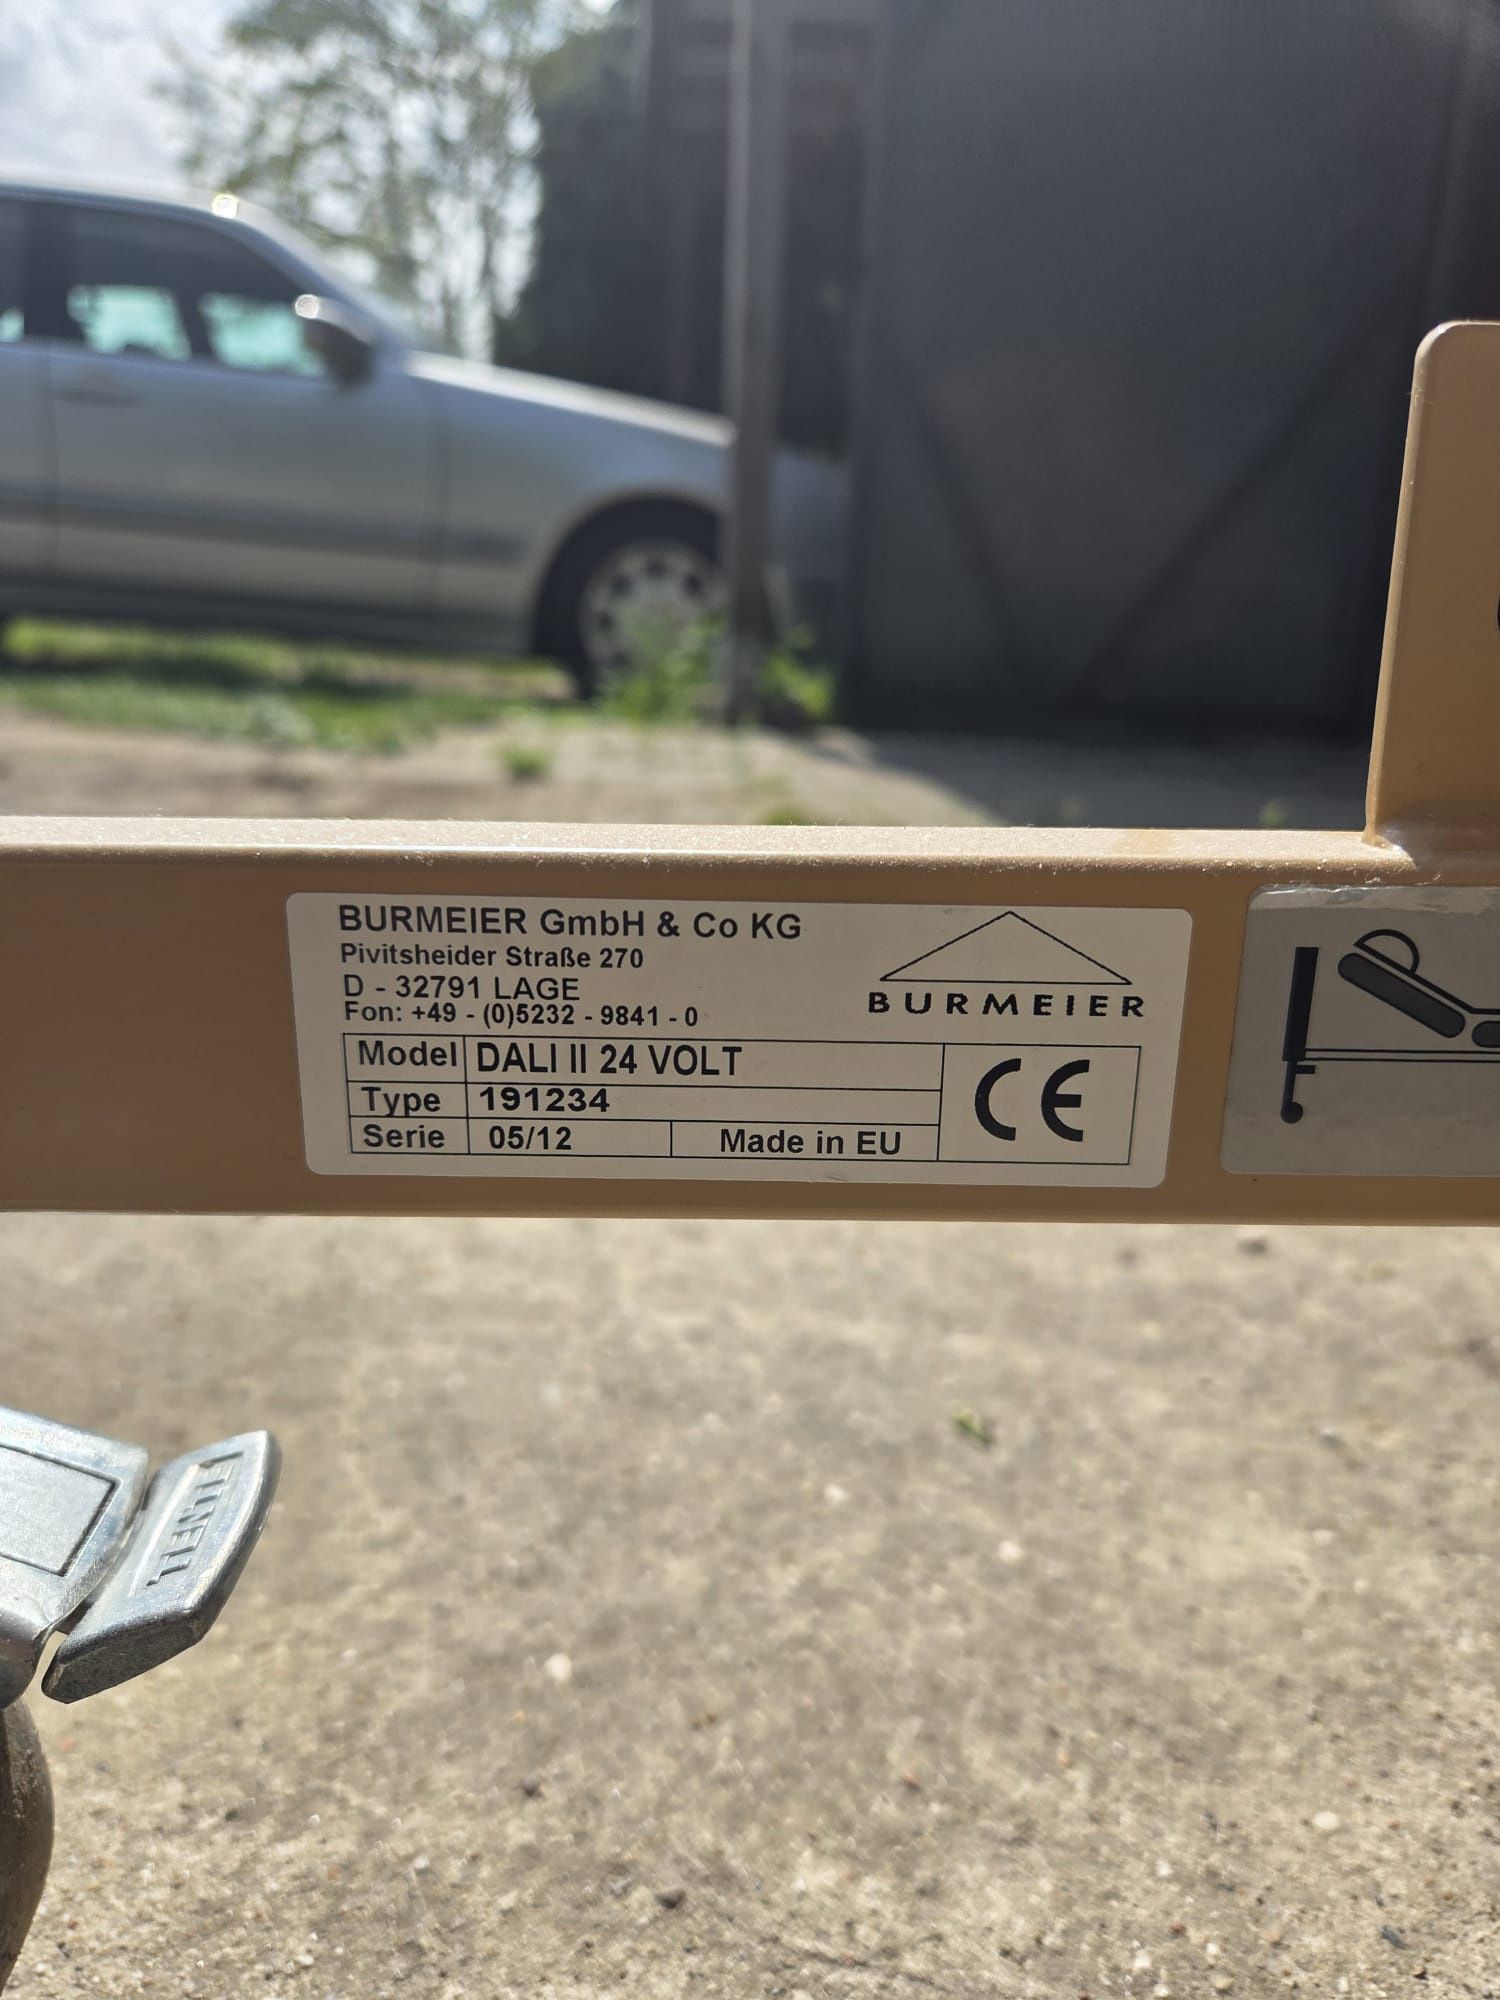 BURMEIER GmbH & Co KG
Pivitsheider Straße 270
D - 32791 LAGE
Fon: +49 - (0)5232 - 9841 - 0
BURMEIER
Model DALI II 24 VOLT
Type 191234
Serie 05/12 Made in EU
CE
TENTE